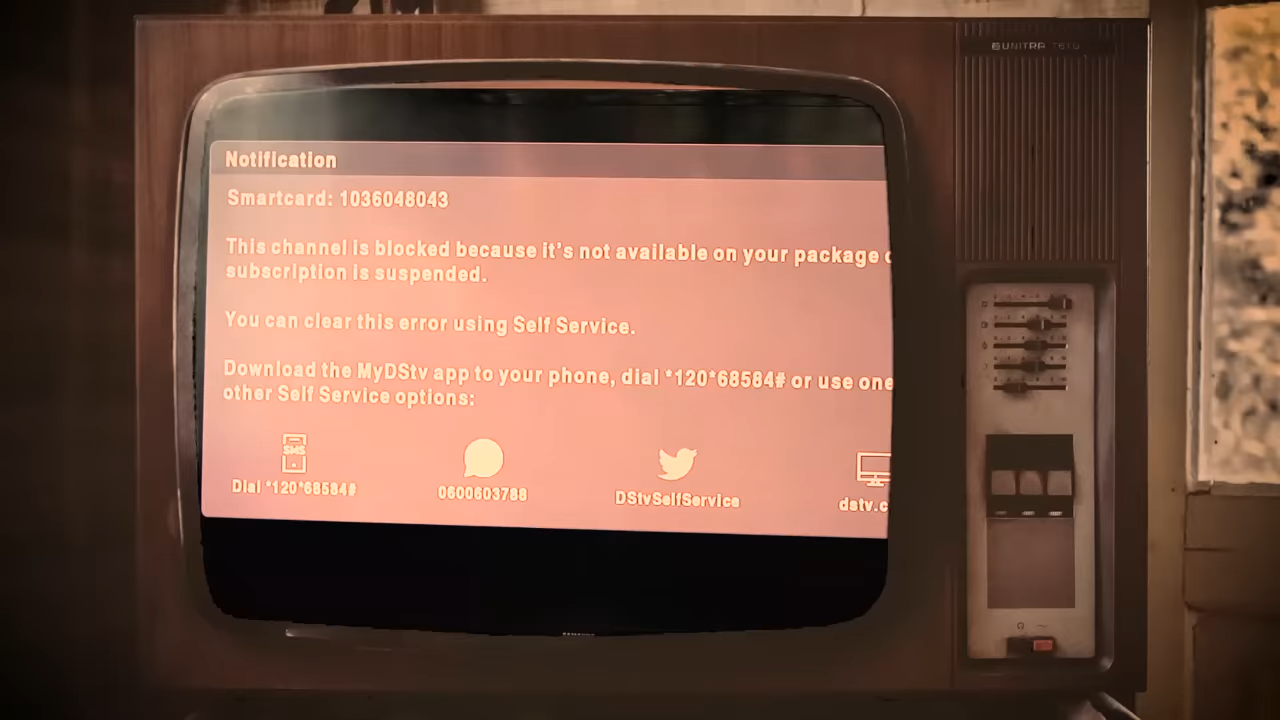 UNITRA
Notification
Smartcard: 1036048043
This channel is blocked because it's not available on your package
subscription is suspended.
You can clear this error using Self Service.
Download the MyDStv app to your phone, dial *120*68584# or use one
other Self Service options:
SMS
Dial *120*68584#
0600603788
DStvSelfService
dstv.c